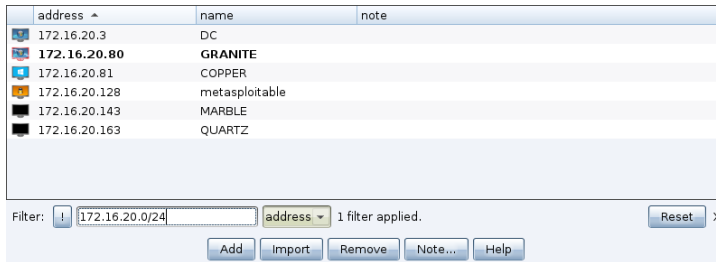 address name note
172.16.20.3 DC
172.16.20.80 GRANITE
172.16.20.81 COPPER
172.16.20.128 metasploitable
172.16.20.143 MARBLE
172.16.20.163 QUARTZ
Filter: ! 172.16.20.0/24 address 1 filter applied. Reset
Add Import Remove Note... Help